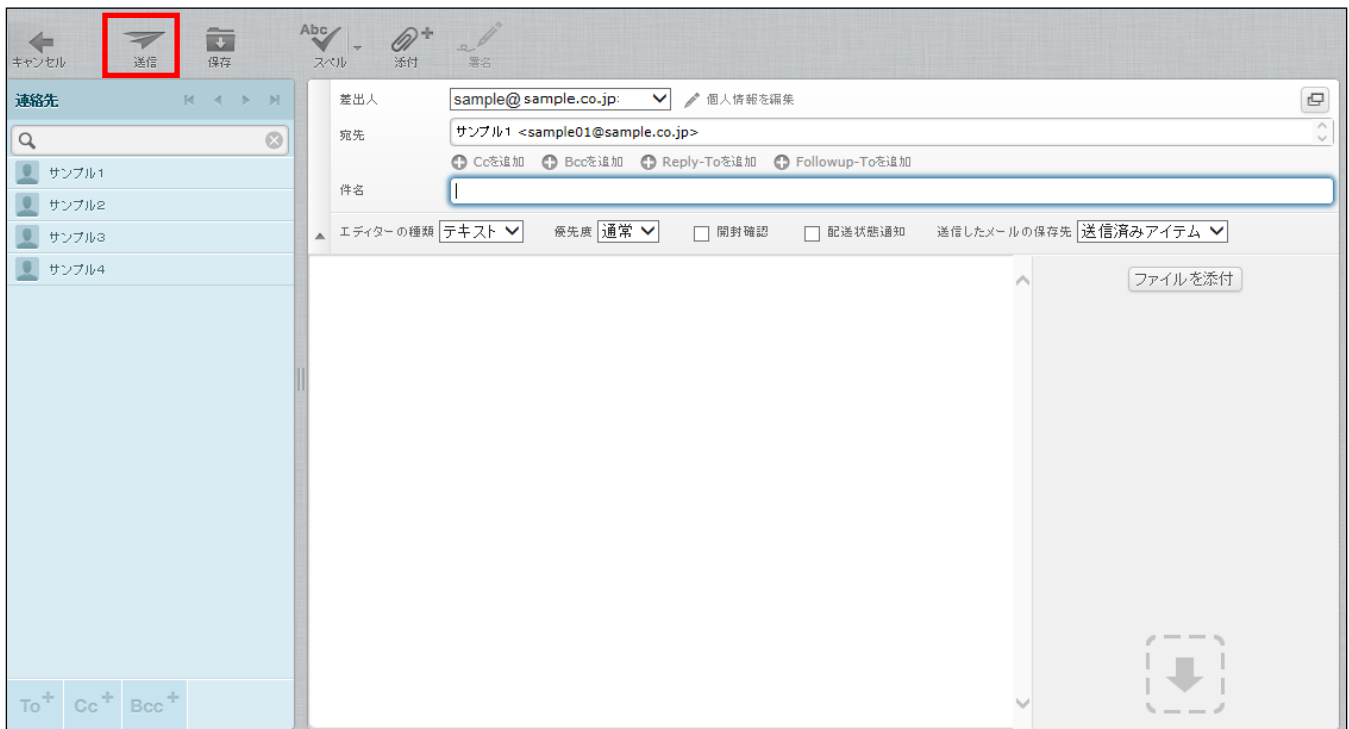 キャンセル 送信 保存 Abc スペル 添付 署名
連絡先
サンプル1
サンプル2
サンプル3
サンプル4
To+ Cc+ Bcc+
差出人 sample@sample.co.jp: 個人情報を編集
宛先 サンプル1 <sample01@sample.co.jp>
Ccを追加 Bccを追加 Reply-Toを追加 Followup-Toを追加
件名
エディターの種類 テキスト 優先度 通常 開封確認 配送状態通知 送信したメールの保存先 送信済みアイテム
ファイルを添付